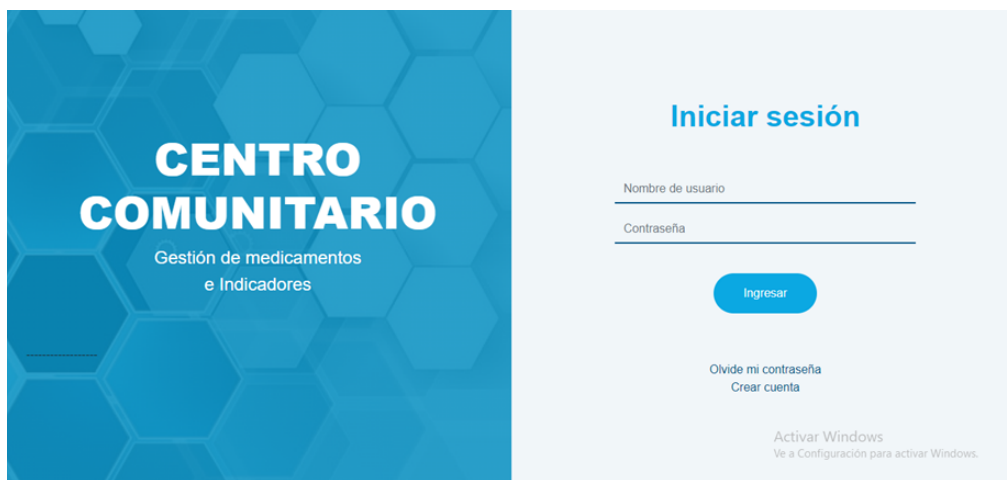 CENTRO
COMUNITARIO
Gestión de medicamentos
e Indicadores
------------------
Iniciar sesión
Nombre de usuario
Contraseña
Ingresar
Olvide mi contraseña
Crear cuenta
Activar Windows
Ve a Configuración para activar Windows.